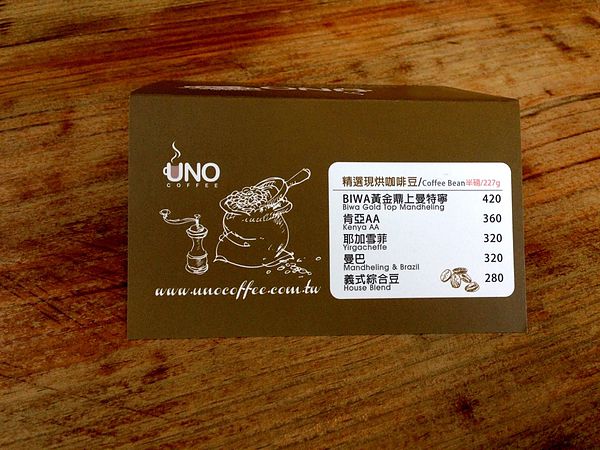 UNO
COFFEE
www.unocoffee.com.tw
精選現烘咖啡豆/Coffee Bean半磅/227g
BIWA黃金鼎上曼特寧 420
Biwa Gold Top Mandheling
肯亞AA 360
Kenya AA
耶加雪菲 320
Yirgacheffe
曼巴 320
Mandheling & Brazil
義式綜合豆 280
House Blend